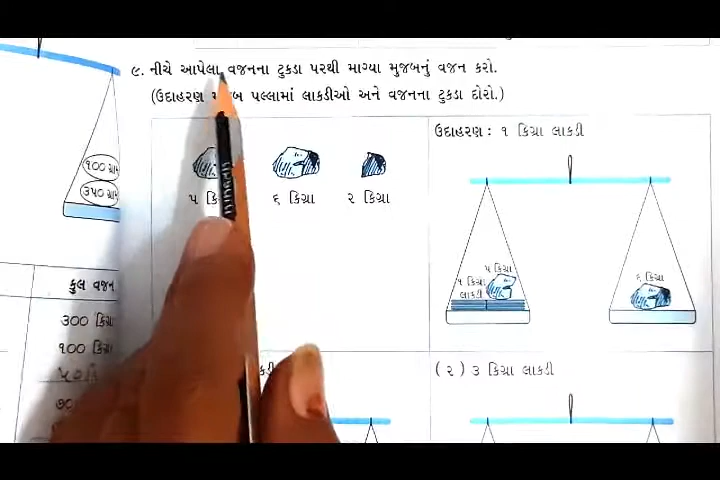 ૯. નીચે આપેલા વજનના ટુકડા પરથી માગ્યા મુજબનું વજન કરો.
(ઉદાહરણ મુજબ પલ્લામાં લાકડીઓ અને વજનના ટુકડા દોરો.)
૧૦૦ ગ્રામ
૩૫૦ ગ્રામ
૫ કિગ્રા
૬ કિગ્રા
૨ કિગ્રા
ઉદાહરણ : ૧ કિગ્રા લાકડી
૫ કિગ્રા
૧ કિગ્રા
લાકડી
૬ કિગ્રા
કુલ વજન
૩૦૦ કિગ્રા
૧૦૦ કિગ્રા
(૨) ૩ કિગ્રા લાકડી